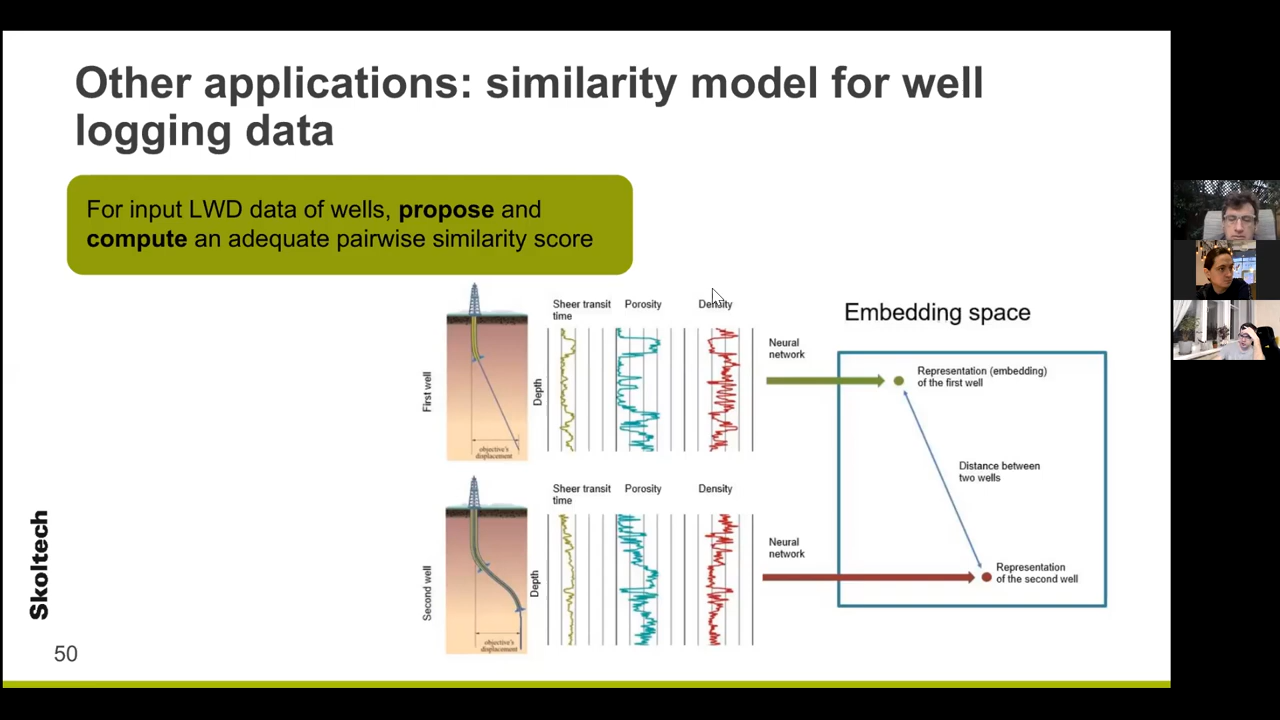 Other applications: similarity model for well
logging data
For input LWD data of wells, propose and
compute an adequate pairwise similarity score
First well
objective's
displacement
Depth
Sheer transit
time
Porosity
Density
Neural
network
Embedding space
Representation (embedding)
of the first well
Distance between
two wells
Second well
objective's
displacement
Depth
Sheer transit
time
Porosity
Density
Neural
network
Representation
of the second well
Skoltech
50